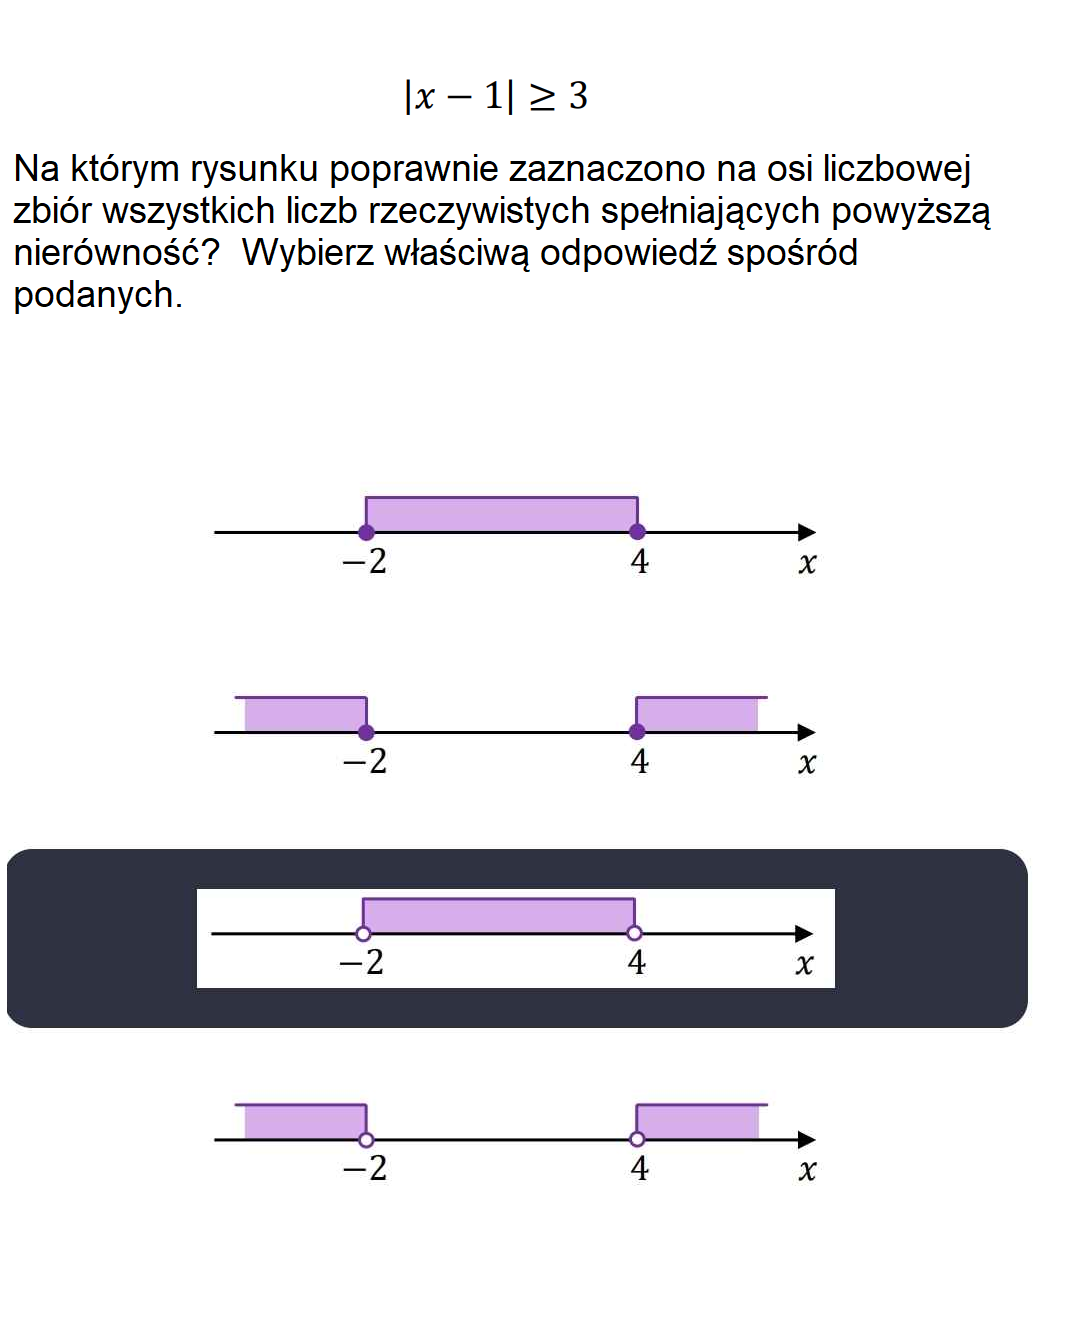 |x − 1| ≥ 3
Na którym rysunku poprawnie zaznaczono na osi liczbowej
zbiór wszystkich liczb rzeczywistych spełniających powyższą
nierówność? Wybierz właściwą odpowiedź spośród
podanych.
−2 4 x
−2 4 x
−2 4 x
−2 4 x